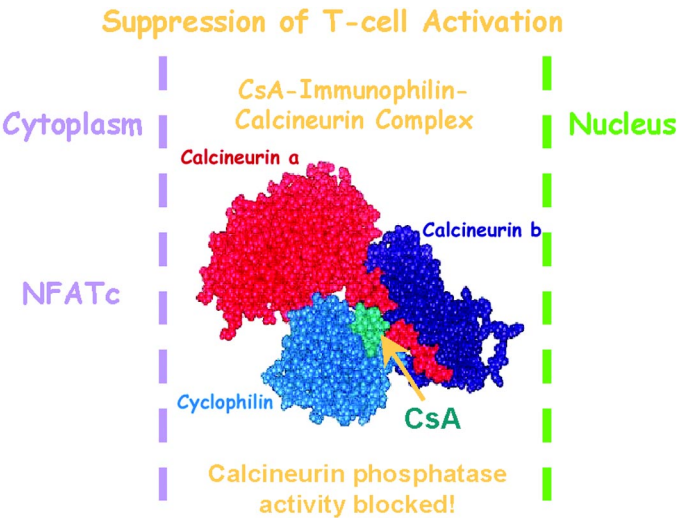 Suppression of T-cell Activation
CsA-Immunophilin-
Calcineurin Complex
Cytoplasm
Nucleus
Calcineurin a
Calcineurin b
NFATc
Cyclophilin
CsA
Calcineurin phosphatase
activity blocked!